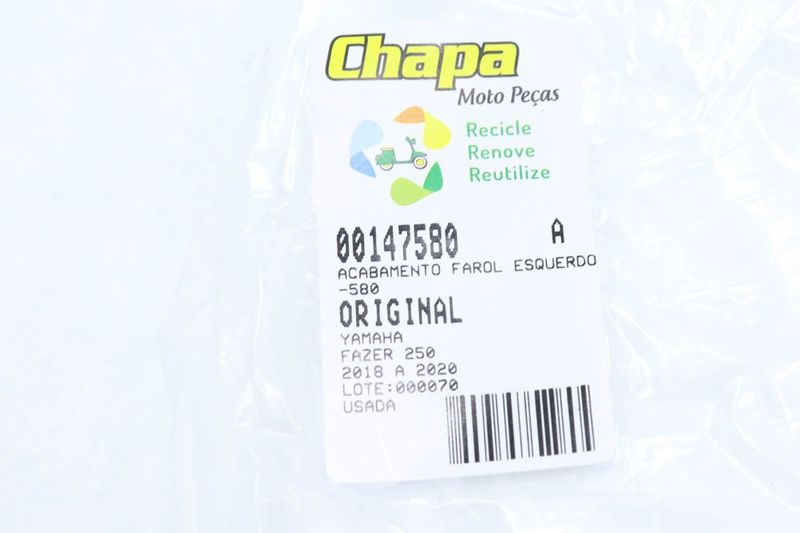 Chapa
Moto Peças
Recicle
Renove
Reutilize
00147580 A
ACABAMENTO FAROL ESQUERDO
-580
ORIGINAL
YAMAHA
FAZER 250
2018 A 2020
LOTE:000070
USADA